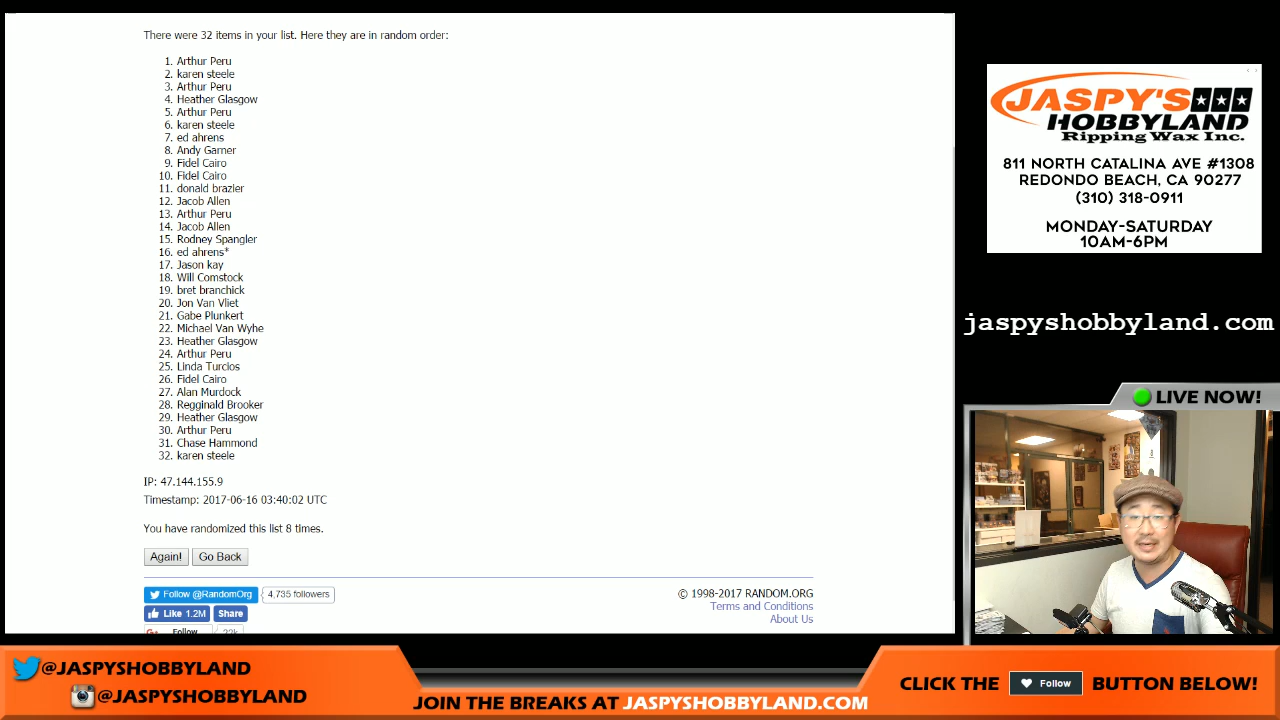 There were 32 items in your list. Here they are in random order:
1. Arthur Peru
2. karen steele
3. Arthur Peru
4. Heather Glasgow
5. Arthur Peru
6. karen steele
7. ed ahrens
8. Andy Garner
9. Fidel Cairo
10. Fidel Cairo
11. donald brazier
12. Jacob Allen
13. Arthur Peru
14. Jacob Allen
15. Rodney Spangler
16. ed ahrens*
17. Jason kay
18. Will Comstock
19. bret branchick
20. Jon Van Vliet
21. Gabe Plunkert
22. Michael Van Wyhe
23. Heather Glasgow
24. Arthur Peru
25. Linda Turcios
26. Fidel Cairo
27. Alan Murdock
28. Regginald Brooker
29. Heather Glasgow
30. Arthur Peru
31. Chase Hammond
32. karen steele
IP: 47.144.155.9
Timestamp: 2017-06-16 03:40:02 UTC
You have randomized this list 8 times.
Again! Go Back
Follow @RandomOrg 4,735 followers
Like 1.2M Share
Follow 22k
© 1998-2017 RANDOM.ORG
Terms and Conditions
About Us
JASPY'S
HOBBYLAND
Ripping Wax Inc.
811 NORTH CATALINA AVE #1308
REDONDO BEACH, CA 90277
(310) 318-0911
MONDAY-SATURDAY
10AM-6PM
jaspyshobbyland.com
LIVE NOW!
@JASPYSHOBBYLAND
@JASPYSHOBBYLAND
JOIN THE BREAKS AT JASPYSHOBBYLAND.COM
CLICK THE Follow BUTTON BELOW!